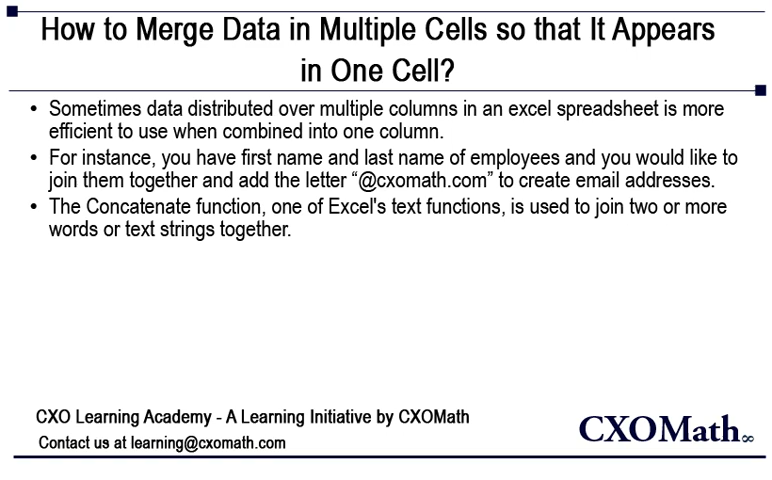 How to Merge Data in Multiple Cells so that It Appears
in One Cell?
• Sometimes data distributed over multiple columns in an excel spreadsheet is more
efficient to use when combined into one column.
• For instance, you have first name and last name of employees and you would like to
join them together and add the letter “@cxomath.com” to create email addresses.
• The Concatenate function, one of Excel's text functions, is used to join two or more
words or text strings together.
CXO Learning Academy - A Learning Initiative by CXOMath
Contact us at learning@cxomath.com
CXOMath∞